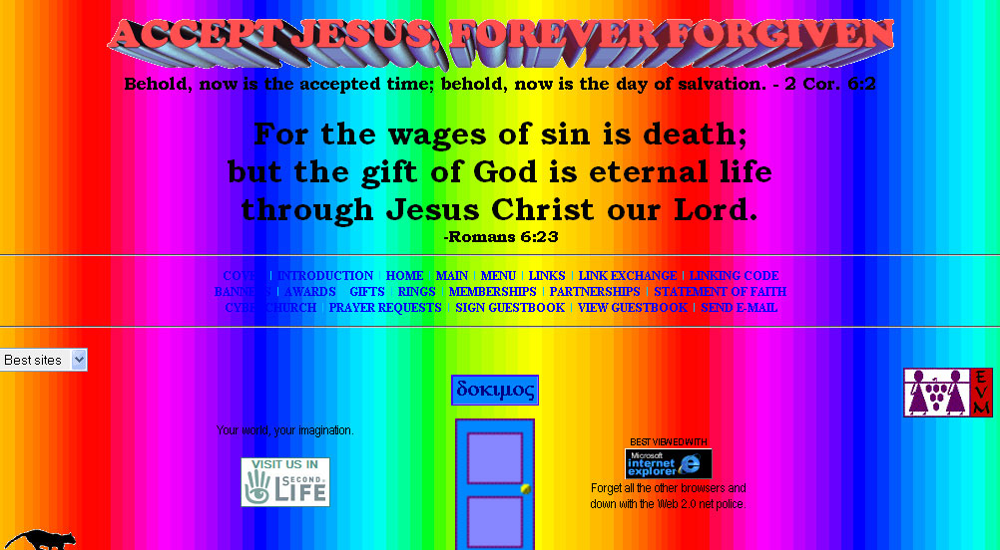 ACCEPT JESUS, FOREVER FORGIVEN
Behold, now is the accepted time; behold, now is the day of salvation. - 2 Cor. 6:2
For the wages of sin is death;
but the gift of God is eternal life
through Jesus Christ our Lord.
-Romans 6:23
COVER | INTRODUCTION | HOME | MAIN | MENU | LINKS | LINK EXCHANGE | LINKING CODE
BANNERS | AWARDS | GIFTS | RINGS | MEMBERSHIPS | PARTNERSHIPS | STATEMENT OF FAITH
CYBERCHURCH | PRAYER REQUESTS | SIGN GUESTBOOK | VIEW GUESTBOOK | SEND E-MAIL
Best sites
δοκιμος
EVM
Your world, your imagination.
VISIT US IN
SECOND
LIFE
BEST VIEWED WITH
Microsoft
internet
explorer
Forget all the other browsers and
down with the Web 2.0 net police.